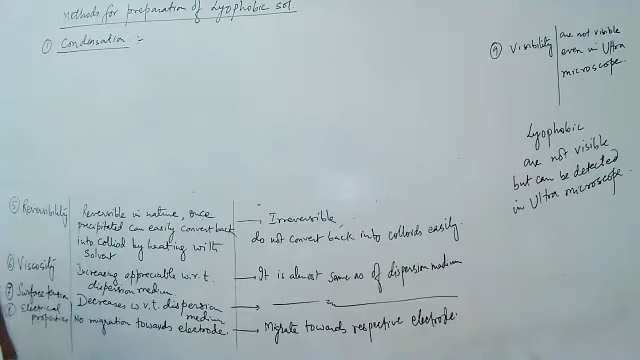 Methods for preparation of Lyophobic sol.
① Condensation :-
⑨ Visibility are not visible
even in Ultra
microscope.
Lyophobic
are not visible
but can be detected
in Ultra microscope.
⑤ Reversibility Reversible in nature, once Irreversible,
precipitated can easily convert back do not convert back into colloids easily.
into Colloid by heating with
Solvent
⑥ Viscosity Increasing appreciable w.r.t. It is almost same as of dispersion medium
dispersion medium.
⑦ Surface tension Decreases w.r.t. dispersion
medium
⑧ Electrical No migration towards electrode. Migrate towards respective electrode.
properties